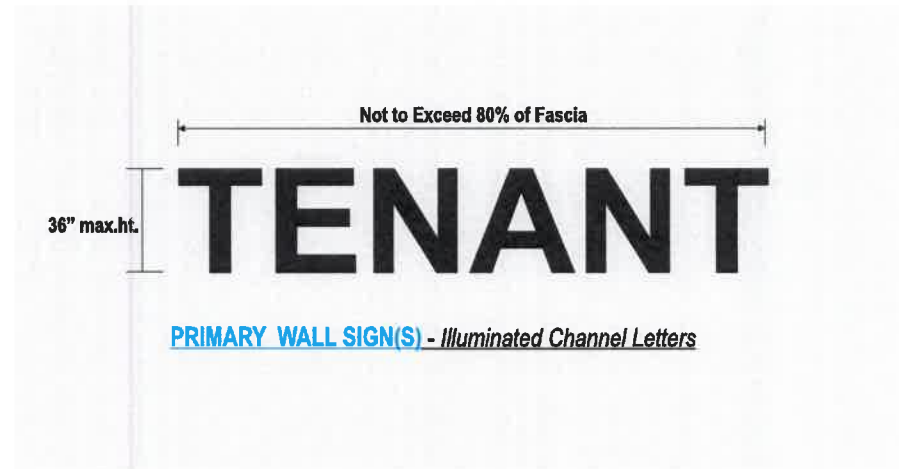 Not to Exceed 80% of Fascia
TENANT
36" max.ht.
PRIMARY WALL SIGN(S) - Illuminated Channel Letters